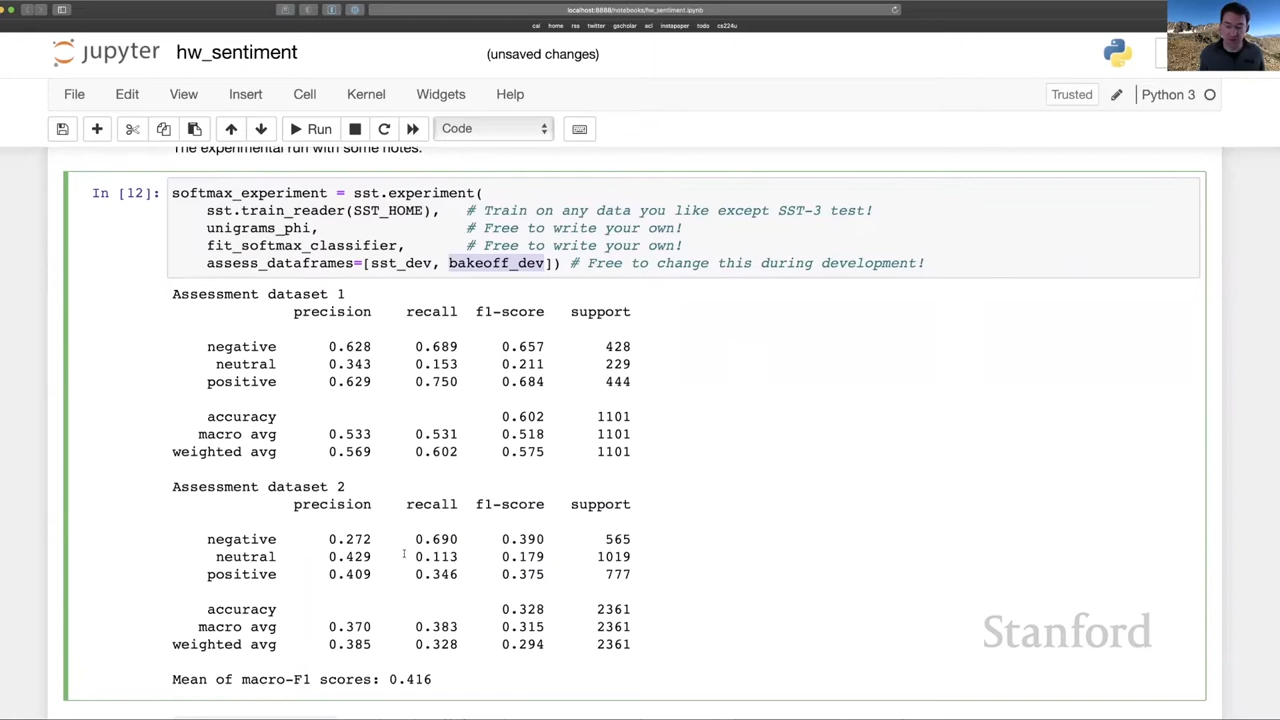 localhost:8888/notebooks/hw_sentiment.ipynb
cal home rss twitter gscholar acl instapaper todo cs224u
jupyter hw_sentiment (unsaved changes)
File Edit View Insert Cell Kernel Widgets Help Trusted Python 3
Run Code
The experimental run with some notes.
In [12]: softmax_experiment = sst.experiment(
sst.train_reader(SST_HOME), # Train on any data you like except SST-3 test!
unigrams_phi, # Free to write your own!
fit_softmax_classifier, # Free to write your own!
assess_dataframes=[sst_dev, bakeoff_dev]) # Free to change this during development!
Assessment dataset 1
precision recall f1-score support
negative 0.628 0.689 0.657 428
neutral 0.343 0.153 0.211 229
positive 0.629 0.750 0.684 444
accuracy 0.602 1101
macro avg 0.533 0.531 0.518 1101
weighted avg 0.569 0.602 0.575 1101
Assessment dataset 2
precision recall f1-score support
negative 0.272 0.690 0.390 565
neutral 0.429 0.113 0.179 1019
positive 0.409 0.346 0.375 777
accuracy 0.328 2361
macro avg 0.370 0.383 0.315 2361
weighted avg 0.385 0.328 0.294 2361
Mean of macro-F1 scores: 0.416
Stanford